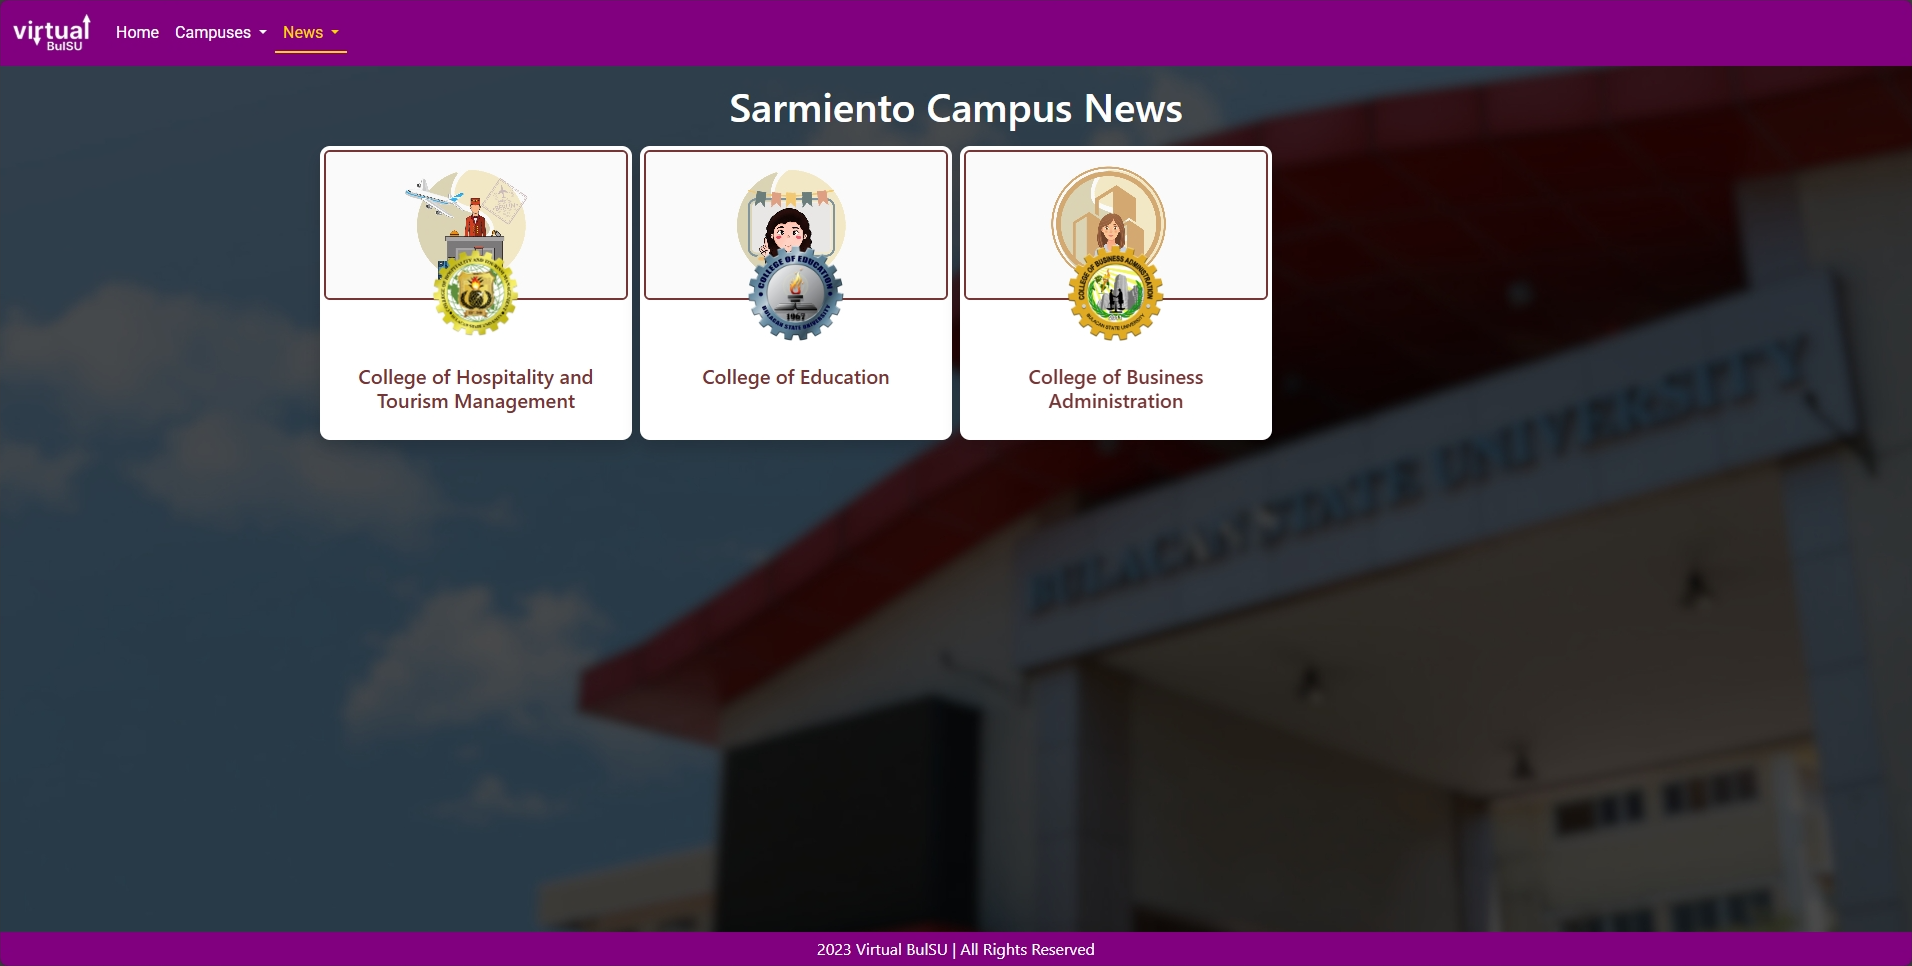 virtual
BulSU
Home
Campuses
News
Sarmiento Campus News
College of Hospitality and
Tourism Management
COLLEGE OF EDUCATION
1967
BULACAN STATE UNIVERSITY
College of Education
COLLEGE OF BUSINESS ADMINISTRATION
BULACAN STATE UNIVERSITY
College of Business
Administration
BULACAN STATE UNIVERSITY
2023 Virtual BulSU | All Rights Reserved